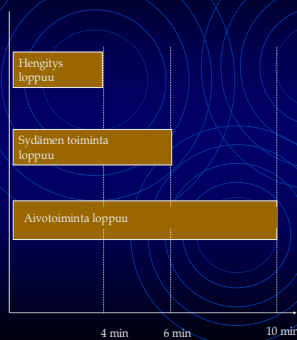 Hengitys
loppuu
Sydämen toiminta
loppuu
Aivotoiminta loppuu
4 min
6 min
10 min